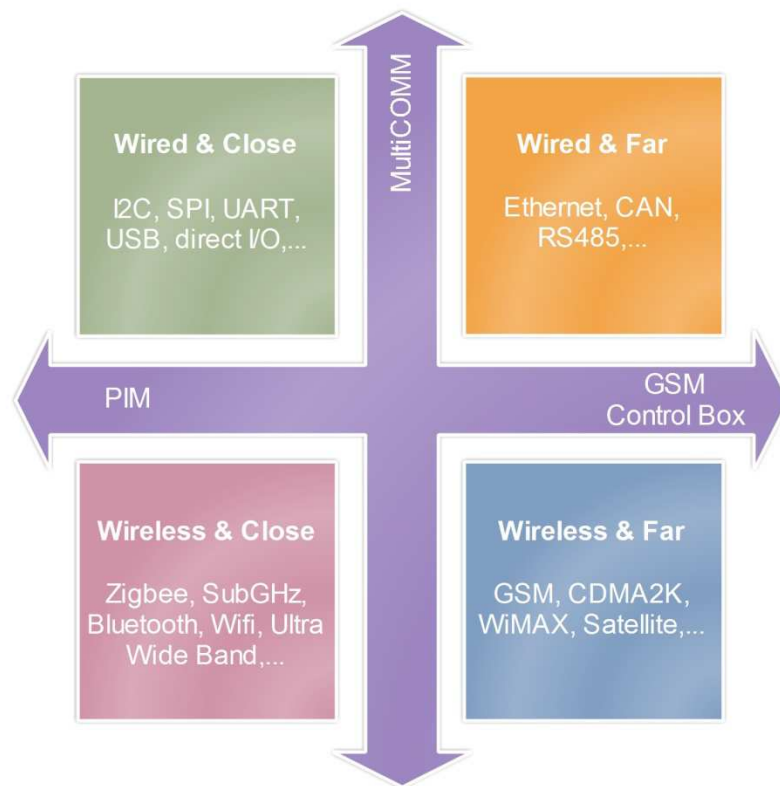 MultiCOMM
Wired & Close
I2C, SPI, UART,
USB, direct I/O,...
Wired & Far
Ethernet, CAN,
RS485,...
PIM
GSM
Control Box
Wireless & Close
Zigbee, SubGHz,
Bluetooth, Wifi, Ultra
Wide Band,...
Wireless & Far
GSM, CDMA2K,
WiMAX, Satellite,...